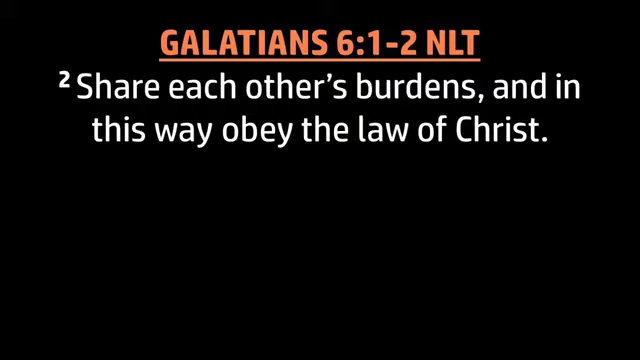 GALATIANS 6:1-2 NLT
² Share each other’s burdens, and in
this way obey the law of Christ.